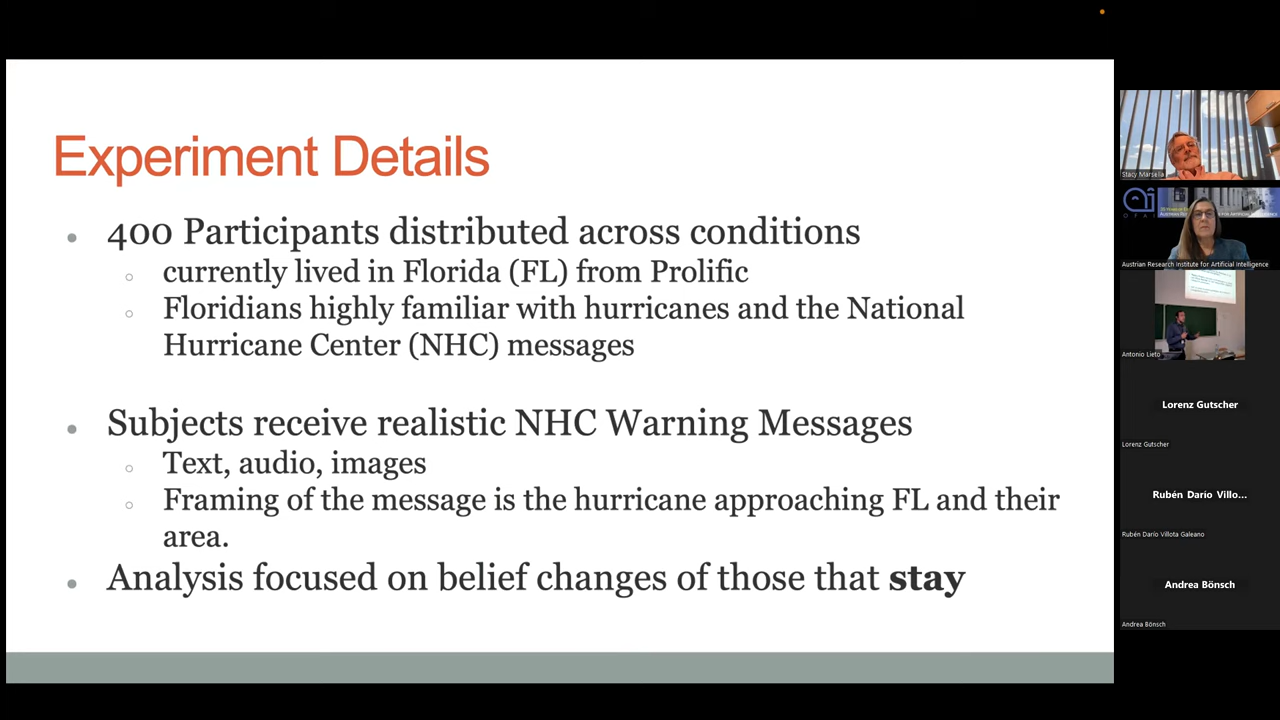 Experiment Details
400 Participants distributed across conditions
currently lived in Florida (FL) from Prolific
Floridians highly familiar with hurricanes and the National
Hurricane Center (NHC) messages
Subjects receive realistic NHC Warning Messages
Text, audio, images
Framing of the message is the hurricane approaching FL and their
area.
Analysis focused on belief changes of those that stay
Stacy Marsella
Austrian Research Institute for Artificial Intelligence
Antonio Lieto
Lorenz Gutscher
Lorenz Gutscher
Rubén Darío Villo...
Rubén Darío Villota Galeano
Andrea Bönsch
Andrea Bönsch